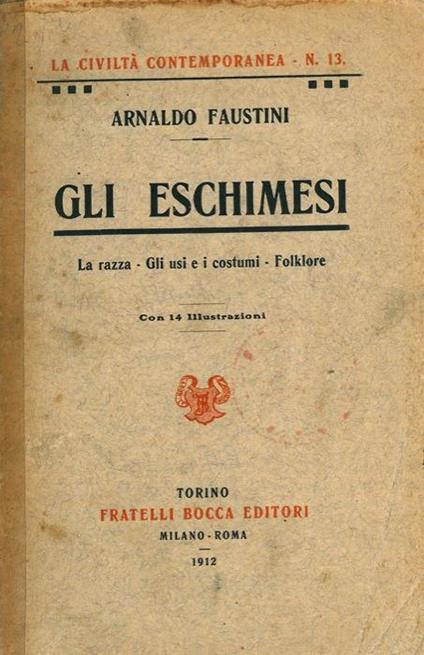 LA CIVILTÀ CONTEMPORANEA - N. 13.
ARNALDO FAUSTINI
GLI ESCHIMESI
La razza - Gli usi e i costumi - Folklore
Con 14 Illustrazioni
TORINO
FRATELLI BOCCA EDITORI
MILANO - ROMA
1912